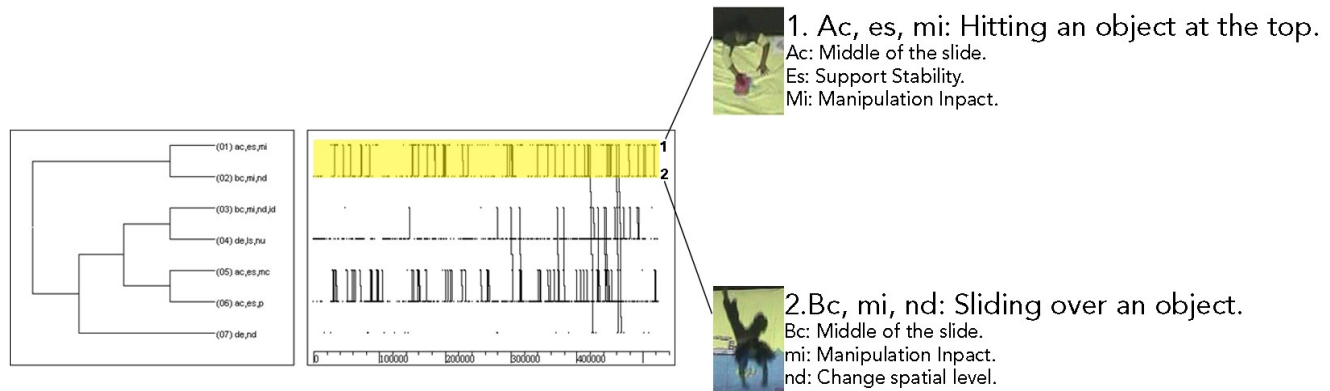 1. Ac, es, mi: Hitting an object at the top.
Ac: Middle of the slide.
Es: Support Stability.
Mi: Manipulation Inpact.
(01) ac,es,mi
(02) bc,mi,nd
(03) bc,mi,nd,id
(04) de,ls,nu
(05) ac,es,mc
(06) ac,es,p
(07) de,nd
1
2
0 100000 200000 300000 400000
2.Bc, mi, nd: Sliding over an object.
Bc: Middle of the slide.
mi: Manipulation Inpact.
nd: Change spatial level.